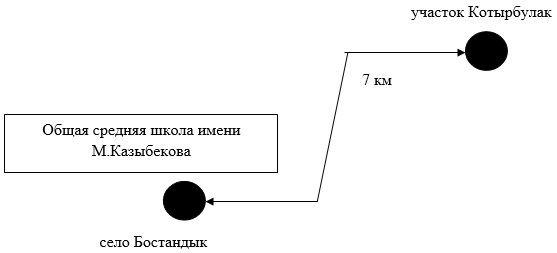 участок Котырбулак
7 км
Общая средняя школа имени
М.Казыбекова
село Бостандык